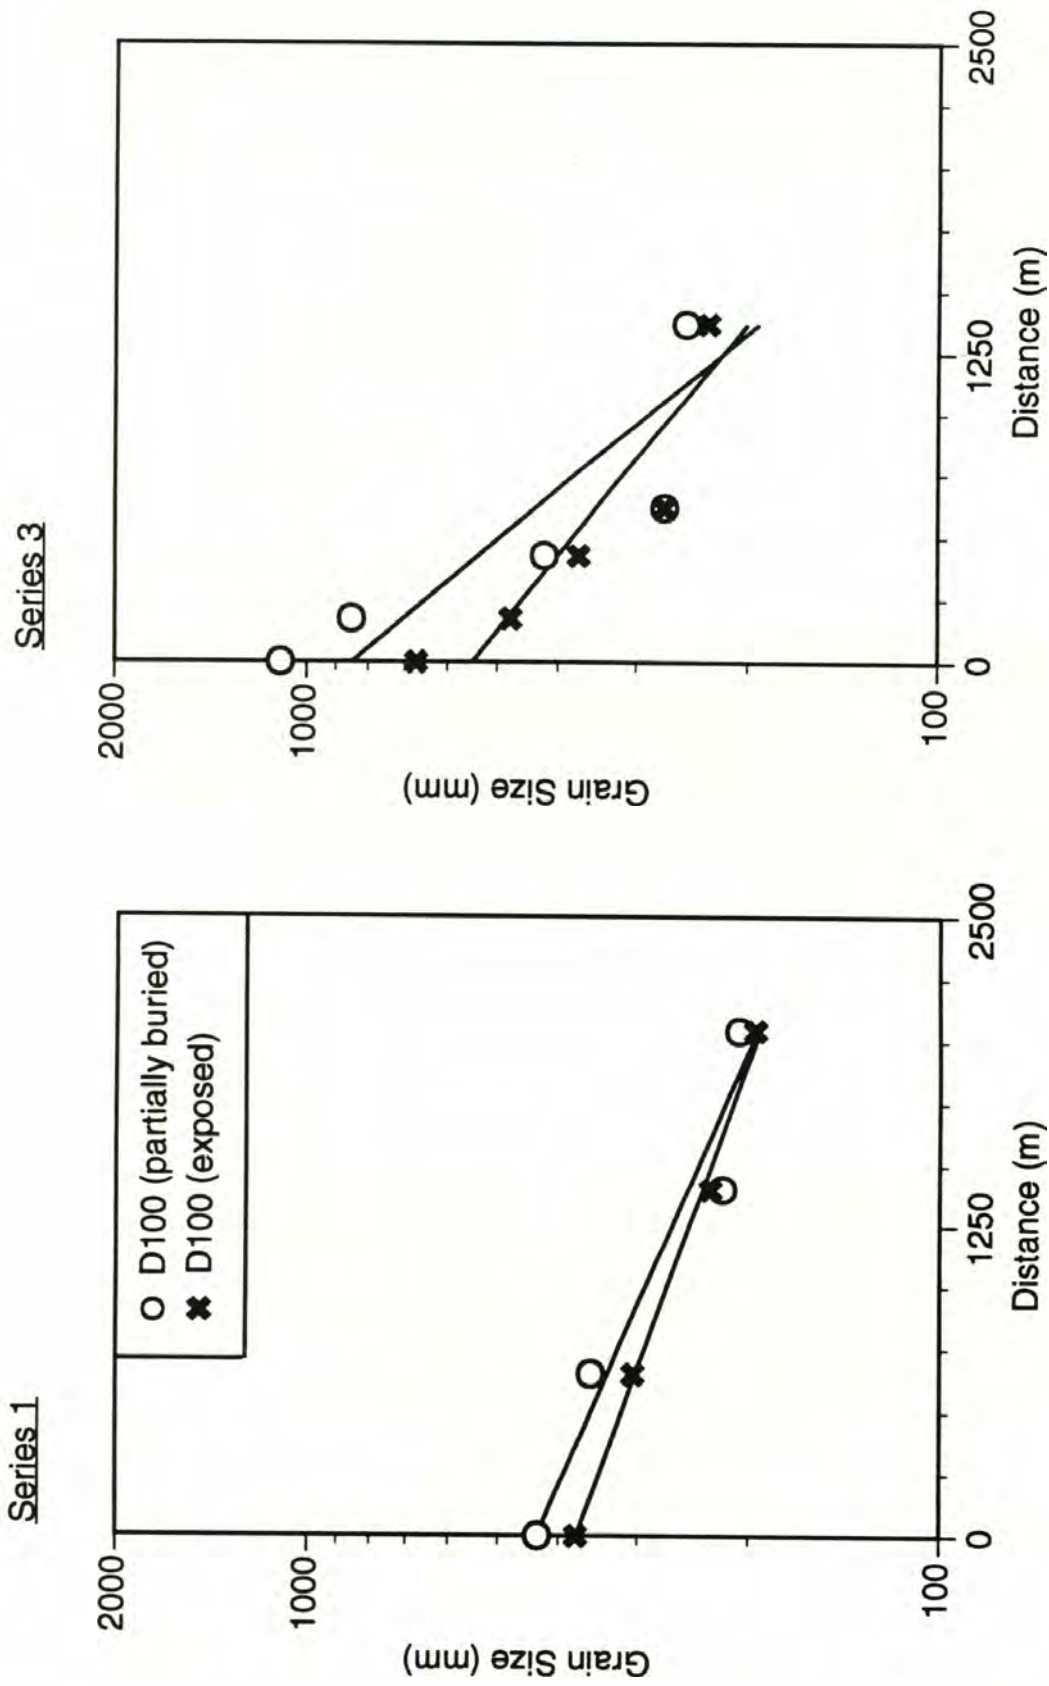 Series 1
2000
1000
100
Grain Size (mm)
O D100 (partially buried)
✖ D100 (exposed)
0
1250
2500
Distance (m)
Series 3
2000
1000
100
Grain Size (mm)
0
1250
2500
Distance (m)